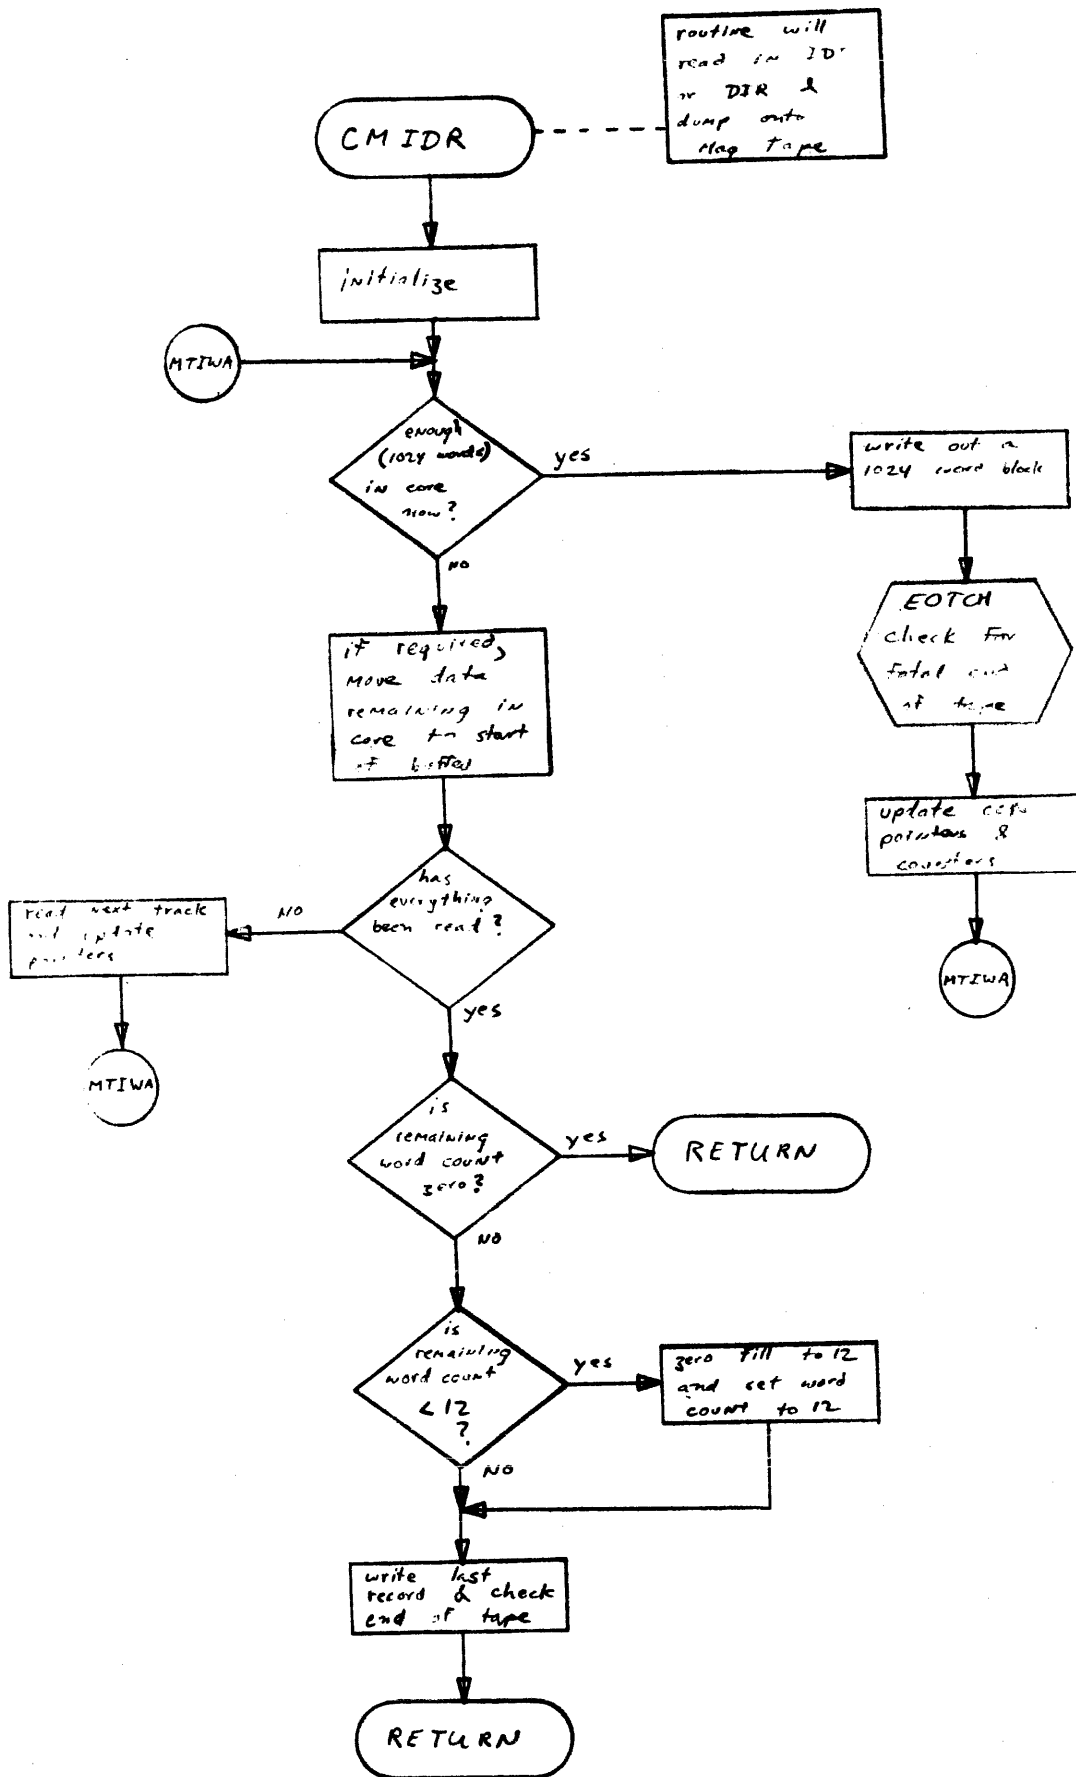 routine will
read in ID
or DIR &
dump onto
Mag tape
CMIDR
initialize
MTIWA
enough
(1024 words)
in core
now?
yes
NO
write out a
1024 word block
EOTCH
check for
total end
of tape
update core
pointers &
counters
MTIWA
if required,
move data
remaining in
core to start
of buffer
has
everything
been read?
NO
yes
read next track
and update
pointers
MTIWA
is
remaining
word count
zero?
yes
NO
RETURN
is
remaining
word count
< 12
?
yes
NO
zero fill to 12
and set word
count to 12
write last
record & check
end of tape
RETURN